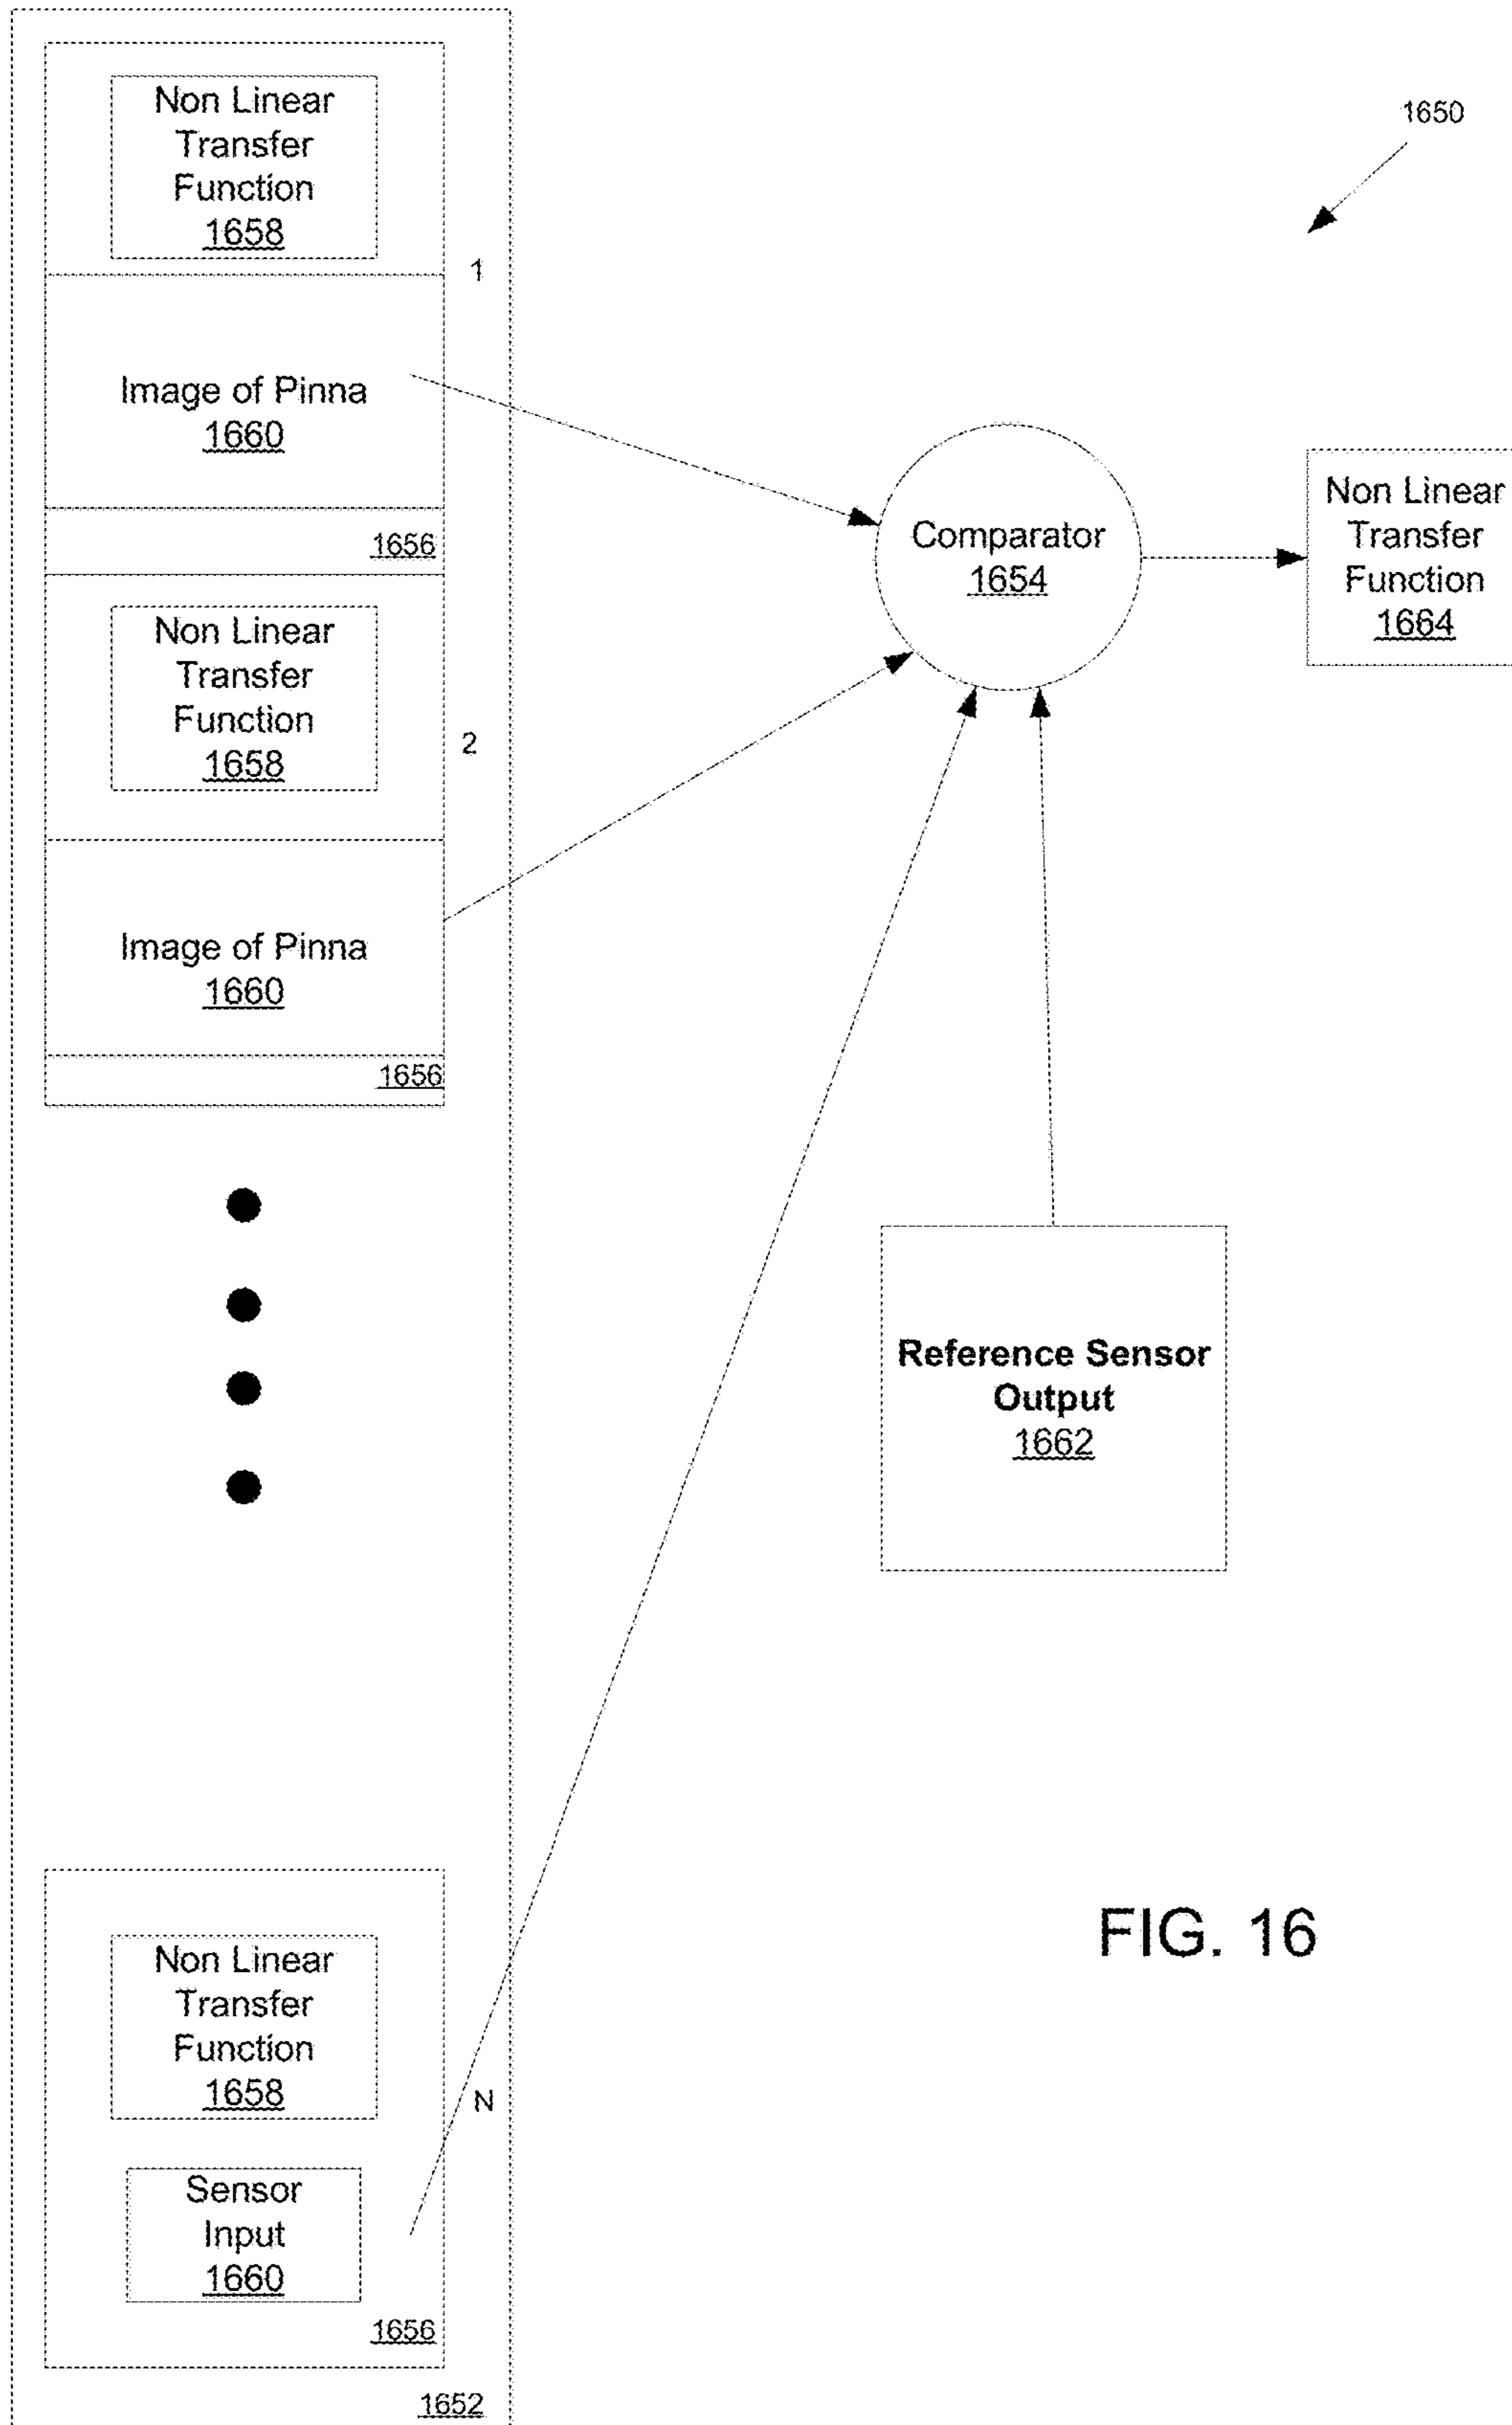 Non Linear
Transfer
Function
1658
1
Image of Pinna
1660
1656
Non Linear
Transfer
Function
1658
2
Image of Pinna
1660
1656
Non Linear
Transfer
Function
1658
N
Sensor
Input
1660
1656
1652
1650
Comparator
1654
Non Linear
Transfer
Function
1664
Reference Sensor
Output
1662
FIG. 16